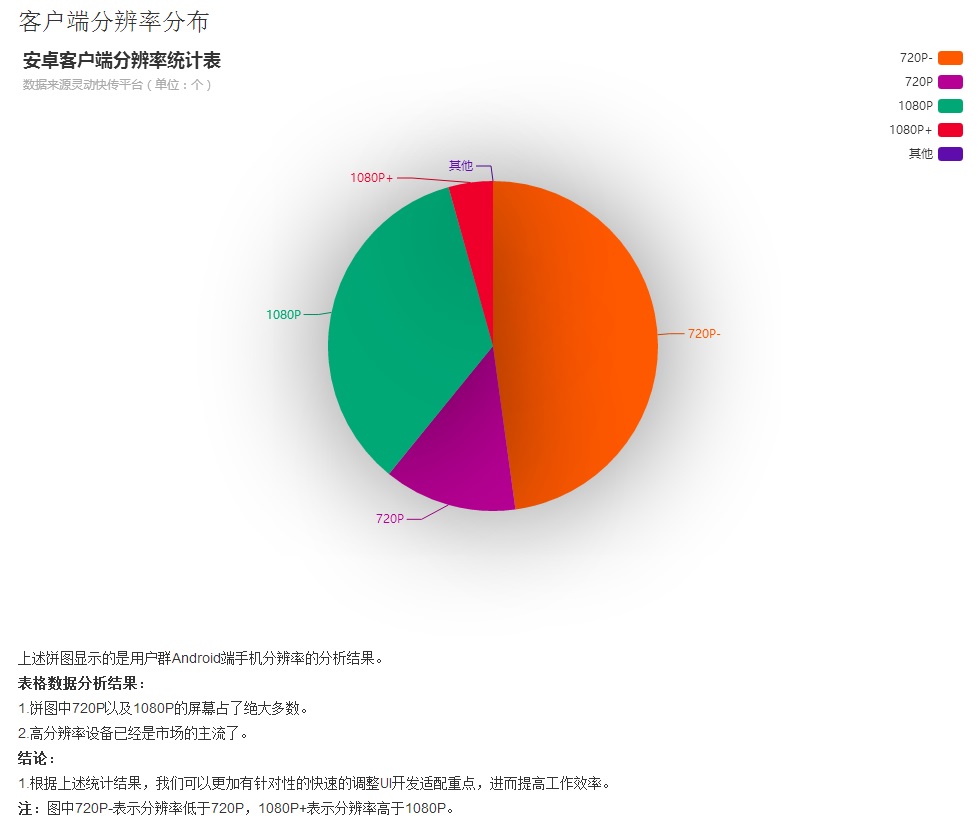 客户端分辨率分布
安卓客户端分辨率统计表
数据来源灵动快传平台（单位：个）
720P-
720P
1080P
1080P+
其他
其他
1080P+
1080P
720P-
720P
上述饼图显示的是用户群Android端手机分辨率的分析结果。
表格数据分析结果：
1.饼图中720P以及1080P的屏幕占了绝大多数。
2.高分辨率设备已经是市场的主流了。
结论：
1.根据上述统计结果，我们可以更加有针对性的快速的调整UI开发适配重点，进而提高工作效率。
注：图中720P-表示分辨率低于720P，1080P+表示分辨率高于1080P。